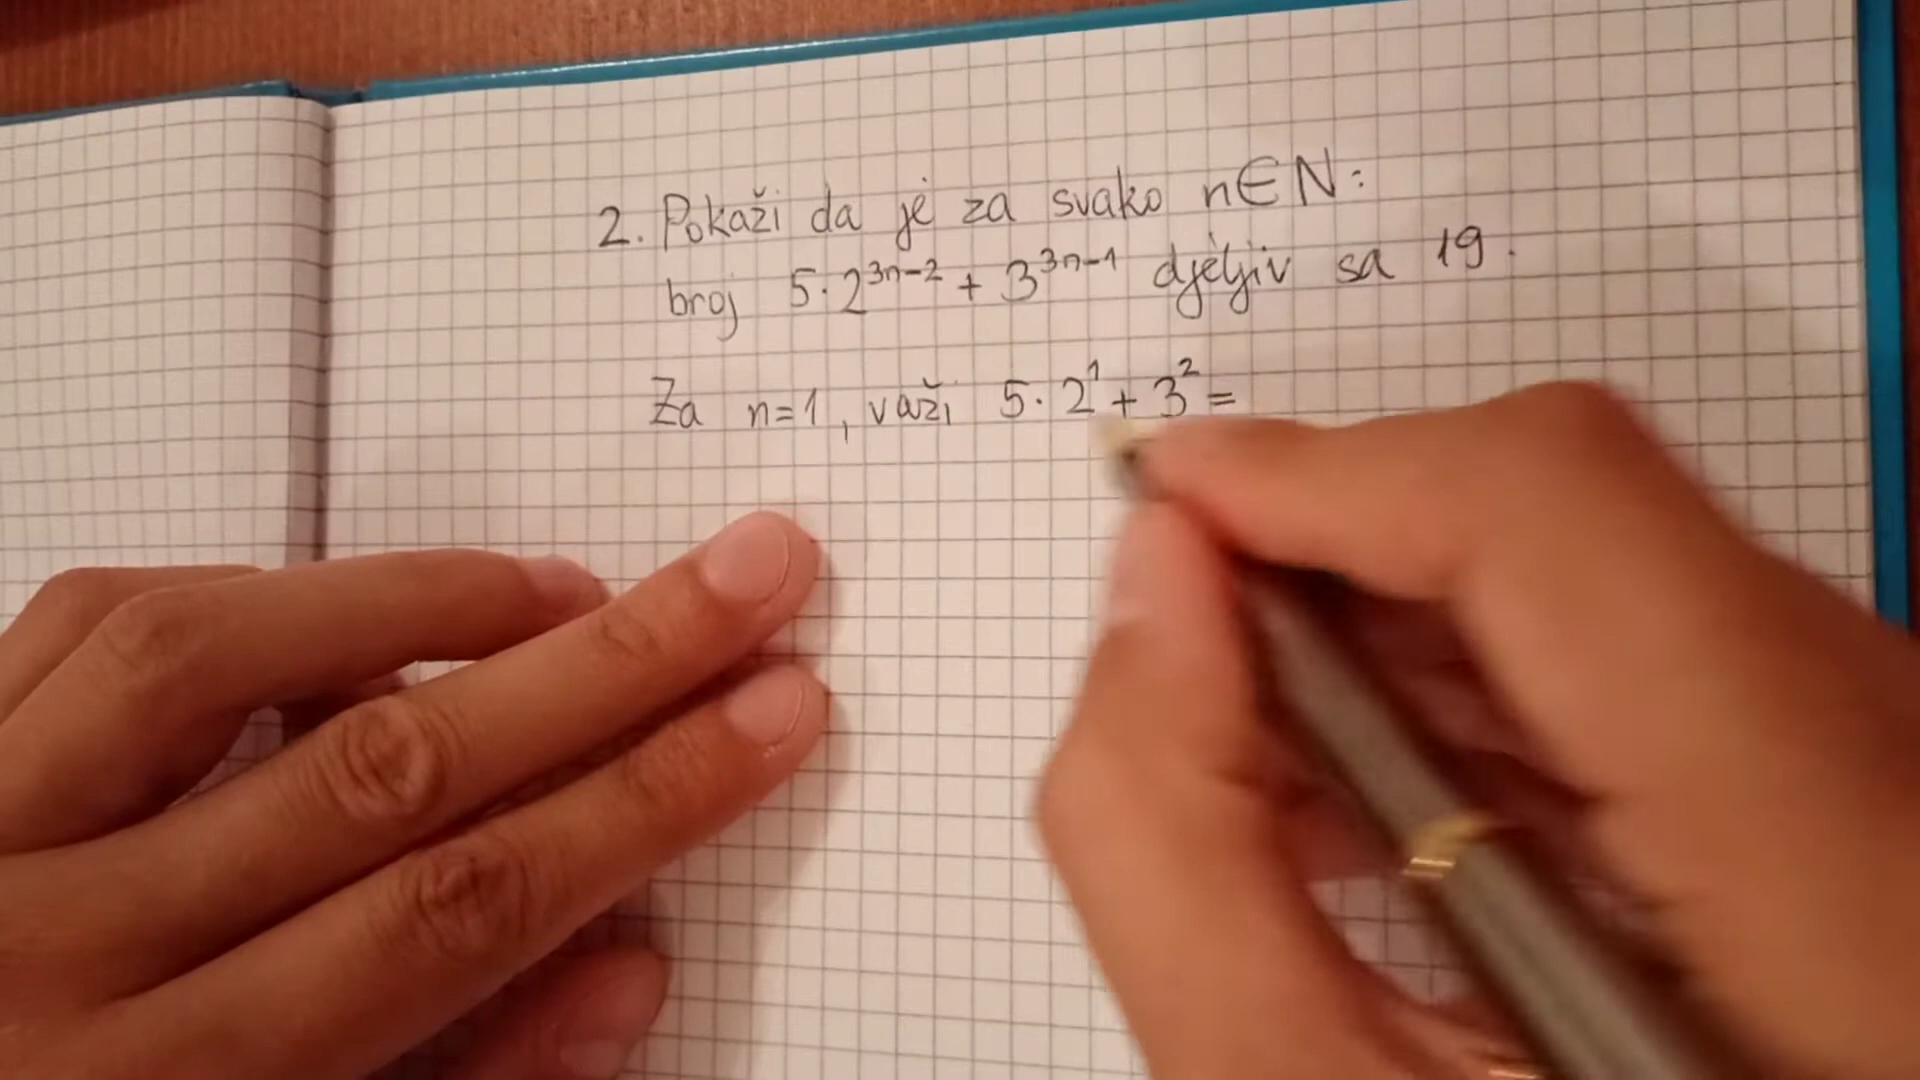 2. Pokaži da je za svako n∈N:
broj 5·2^{3n-2} + 3^{3n-1} djeljiv sa 19.
Za n=1, važi 5·2^1 + 3^2 =